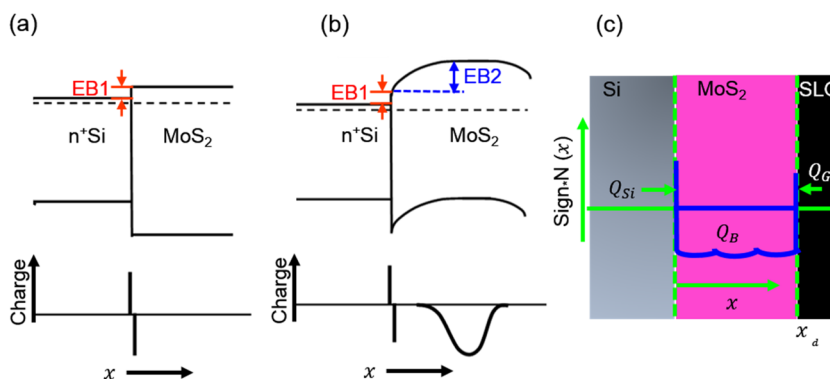 (a)
EB1
n⁺Si
MoS₂
Charge
x
(b)
EB1
EB2
n⁺Si
MoS₂
Charge
x
(c)
Si
MoS₂
SLG
Sign·N (x)
Q_Si
Q_G
Q_B
x
x_d